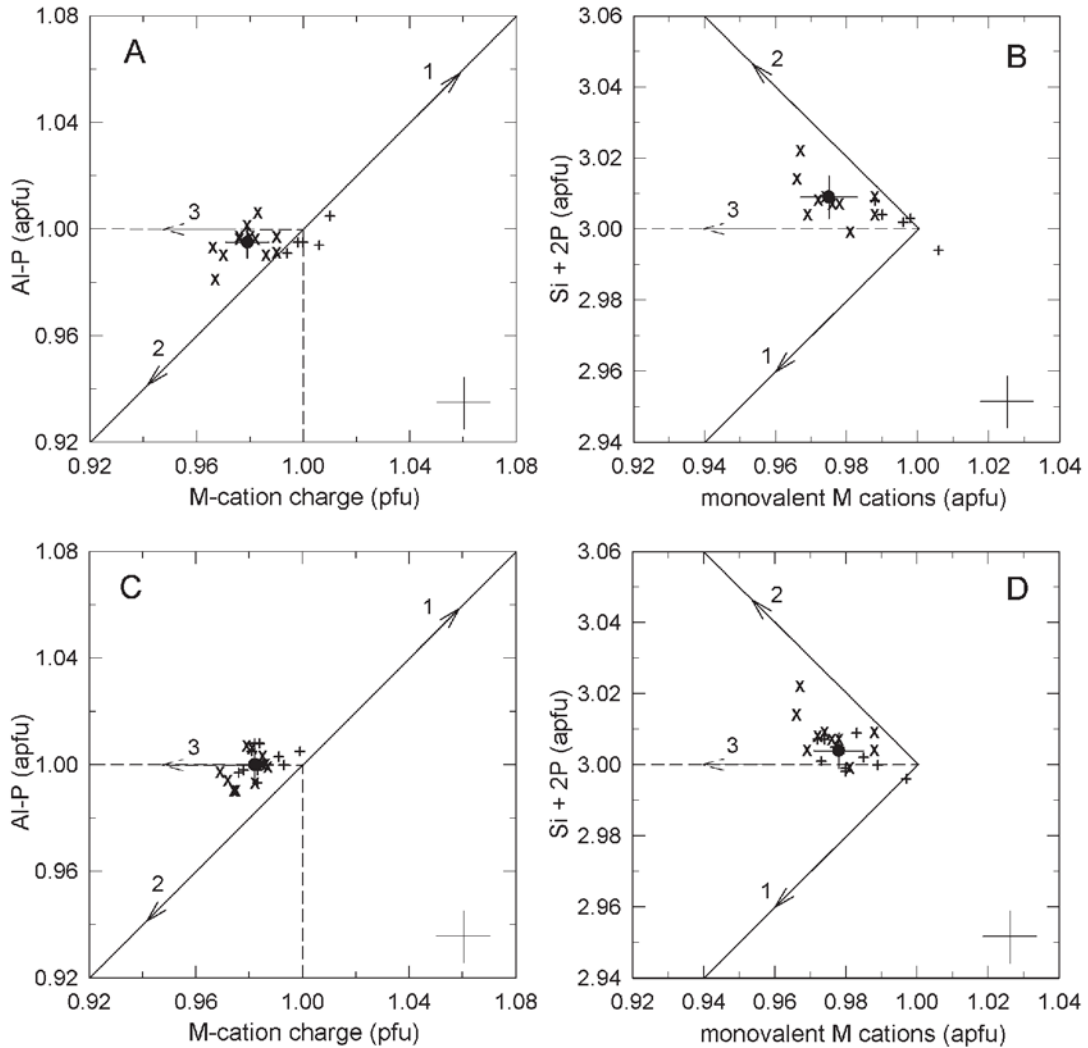 1.08
A
1
1.04
Al-P (apfu)
3
1.00
0.96
2
0.92
0.92 0.96 1.00 1.04 1.08
M-cation charge (pfu)
3.06
2
B
3.04
Si + 2P (apfu)
3.02
3
3.00
2.98
1
2.96
2.94
0.92 0.94 0.96 0.98 1.00 1.02 1.04
monovalent M cations (apfu)
1.08
C
1
1.04
Al-P (apfu)
3
1.00
0.96
2
0.92
0.92 0.96 1.00 1.04 1.08
M-cation charge (pfu)
3.06
2
D
3.04
Si + 2P (apfu)
3.02
3
3.00
2.98
1
2.96
2.94
0.92 0.94 0.96 0.98 1.00 1.02 1.04
monovalent M cations (apfu)